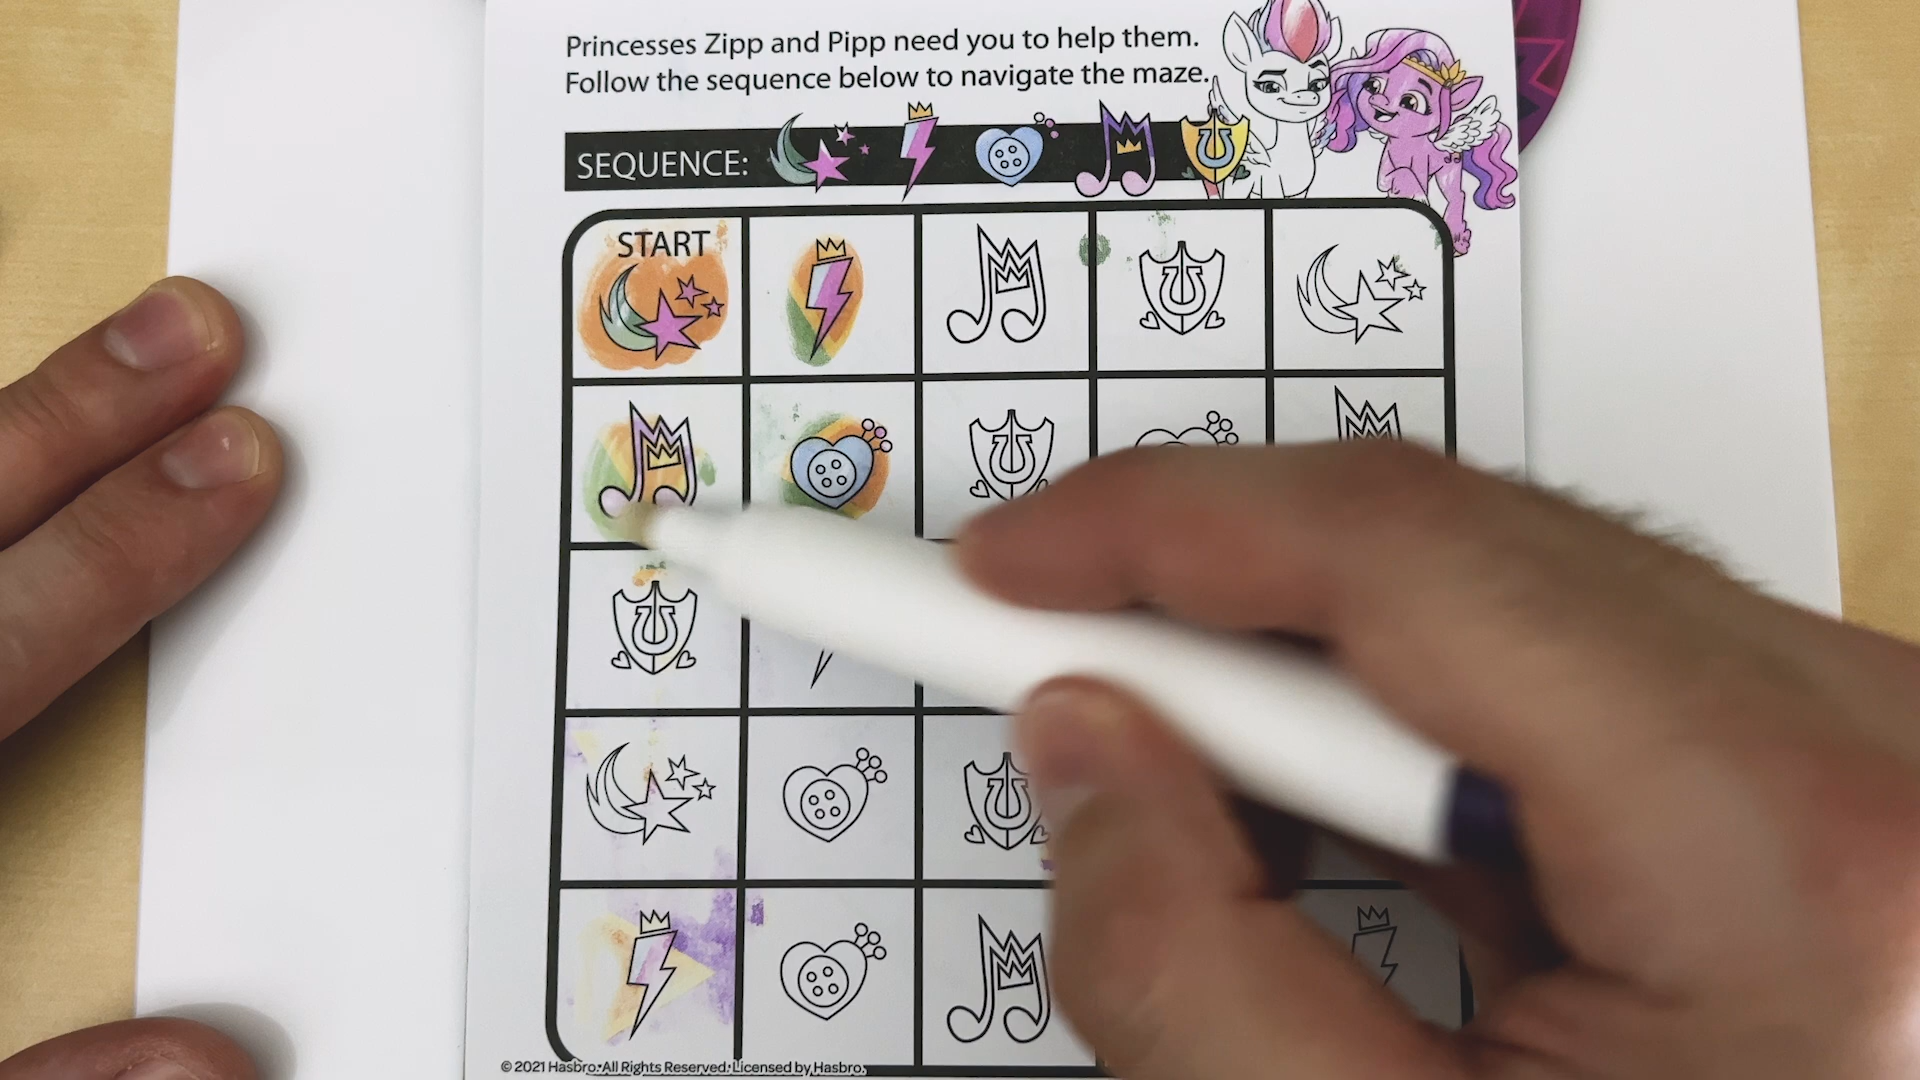 Princesses Zipp and Pipp need you to help them.
Follow the sequence below to navigate the maze.
SEQUENCE:
START
© 2021 Hasbro. All Rights Reserved. Licensed by Hasbro.